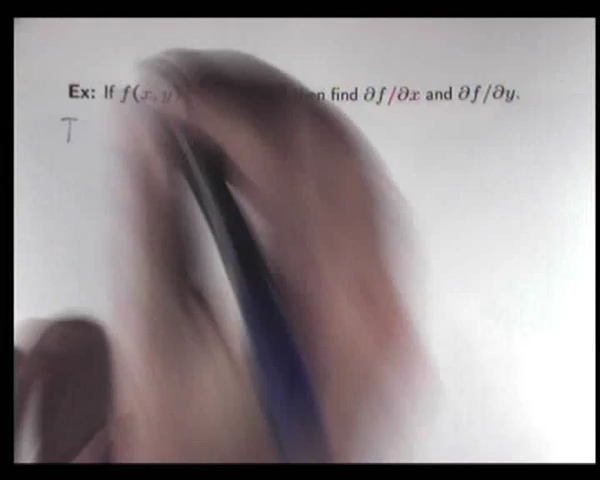 Ex: If f(x, y) find ∂f/∂x and ∂f/∂y.
T